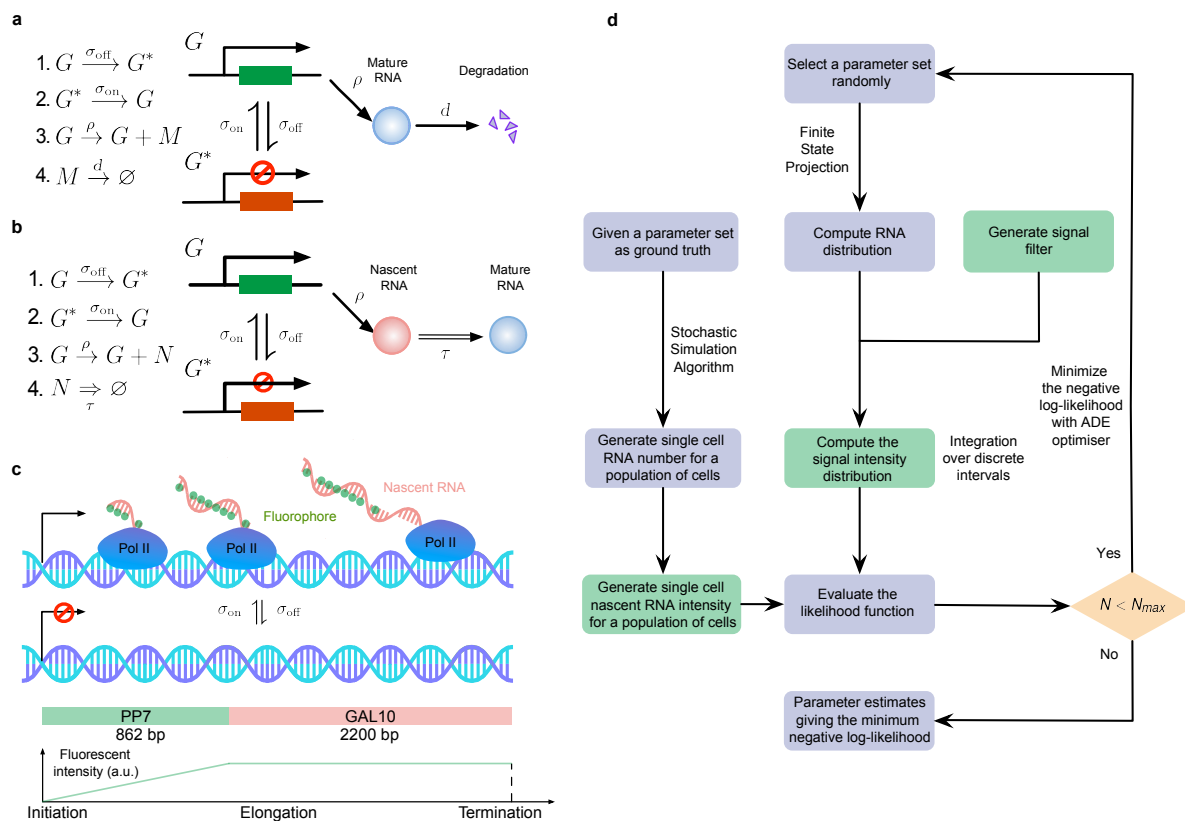 a
1. G σoff→ G*
2. G* σon→ G
3. G ρ→ G + M
4. M d→ ∅
G
σon
σoff
G*
ρ
Mature
RNA
d
Degradation
b
1. G σoff→ G*
2. G* σon→ G
3. G ρ→ G + N
4. N ⇒τ ∅
G
σon
σoff
G*
ρ
Nascent
RNA
τ
Mature
RNA
c
Nascent RNA
Fluorophore
Pol II
Pol II
Pol II
σon
σoff
PP7
GAL10
862 bp
2200 bp
Fluorescent
intensity (a.u.)
Initiation
Elongation
Termination
d
Select a parameter set
randomly
Finite
State
Projection
Given a parameter set
as ground truth
Compute RNA
distribution
Generate signal
filter
Stochastic
Simulation
Algorithm
Minimize
the negative
log-likelihood
with ADE
optimiser
Generate single cell
RNA number for a
population of cells
Compute the
signal intensity
distribution
Integration
over discrete
intervals
Generate single cell
nascent RNA intensity
for a population of cells
Evaluate the
likelihood function
Yes
N < Nmax
No
Parameter estimates
giving the minimum
negative log-likelihood